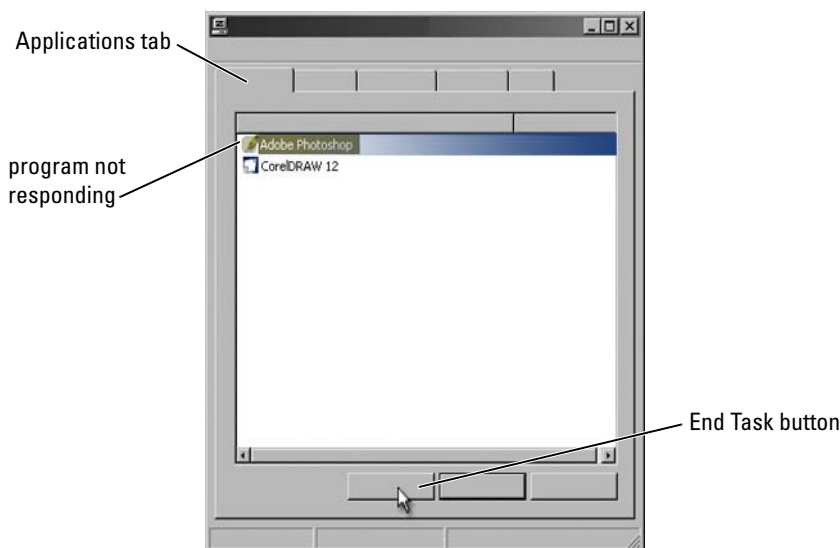 Applications tab
Adobe Photoshop
CorelDRAW 12
program not
responding
End Task button